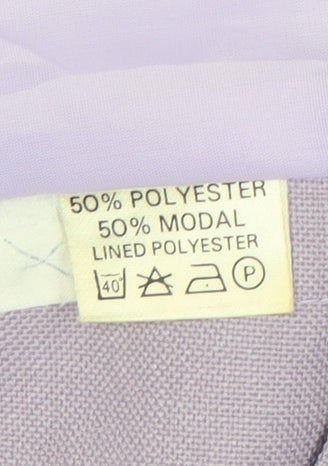 50% POLYESTER
50% MODAL
LINED POLYESTER
40° P